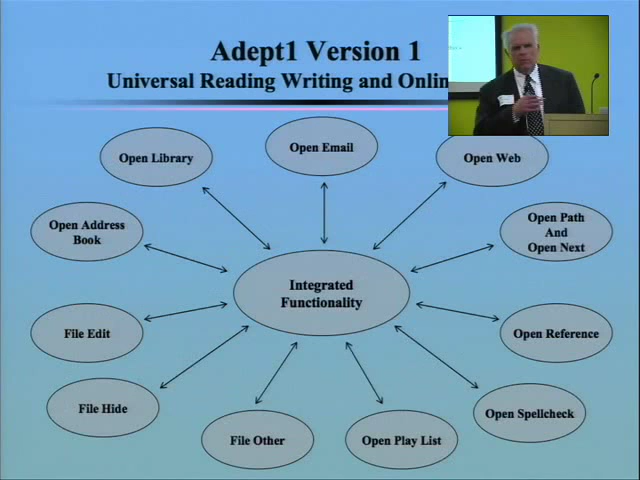 Adept1 Version 1
Universal Reading Writing and Onlin
Open Library
Open Email
Open Web
Open Address
Book
Open Path
And
Open Next
Integrated
Functionality
File Edit
Open Reference
File Hide
Open Spellcheck
File Other
Open Play List